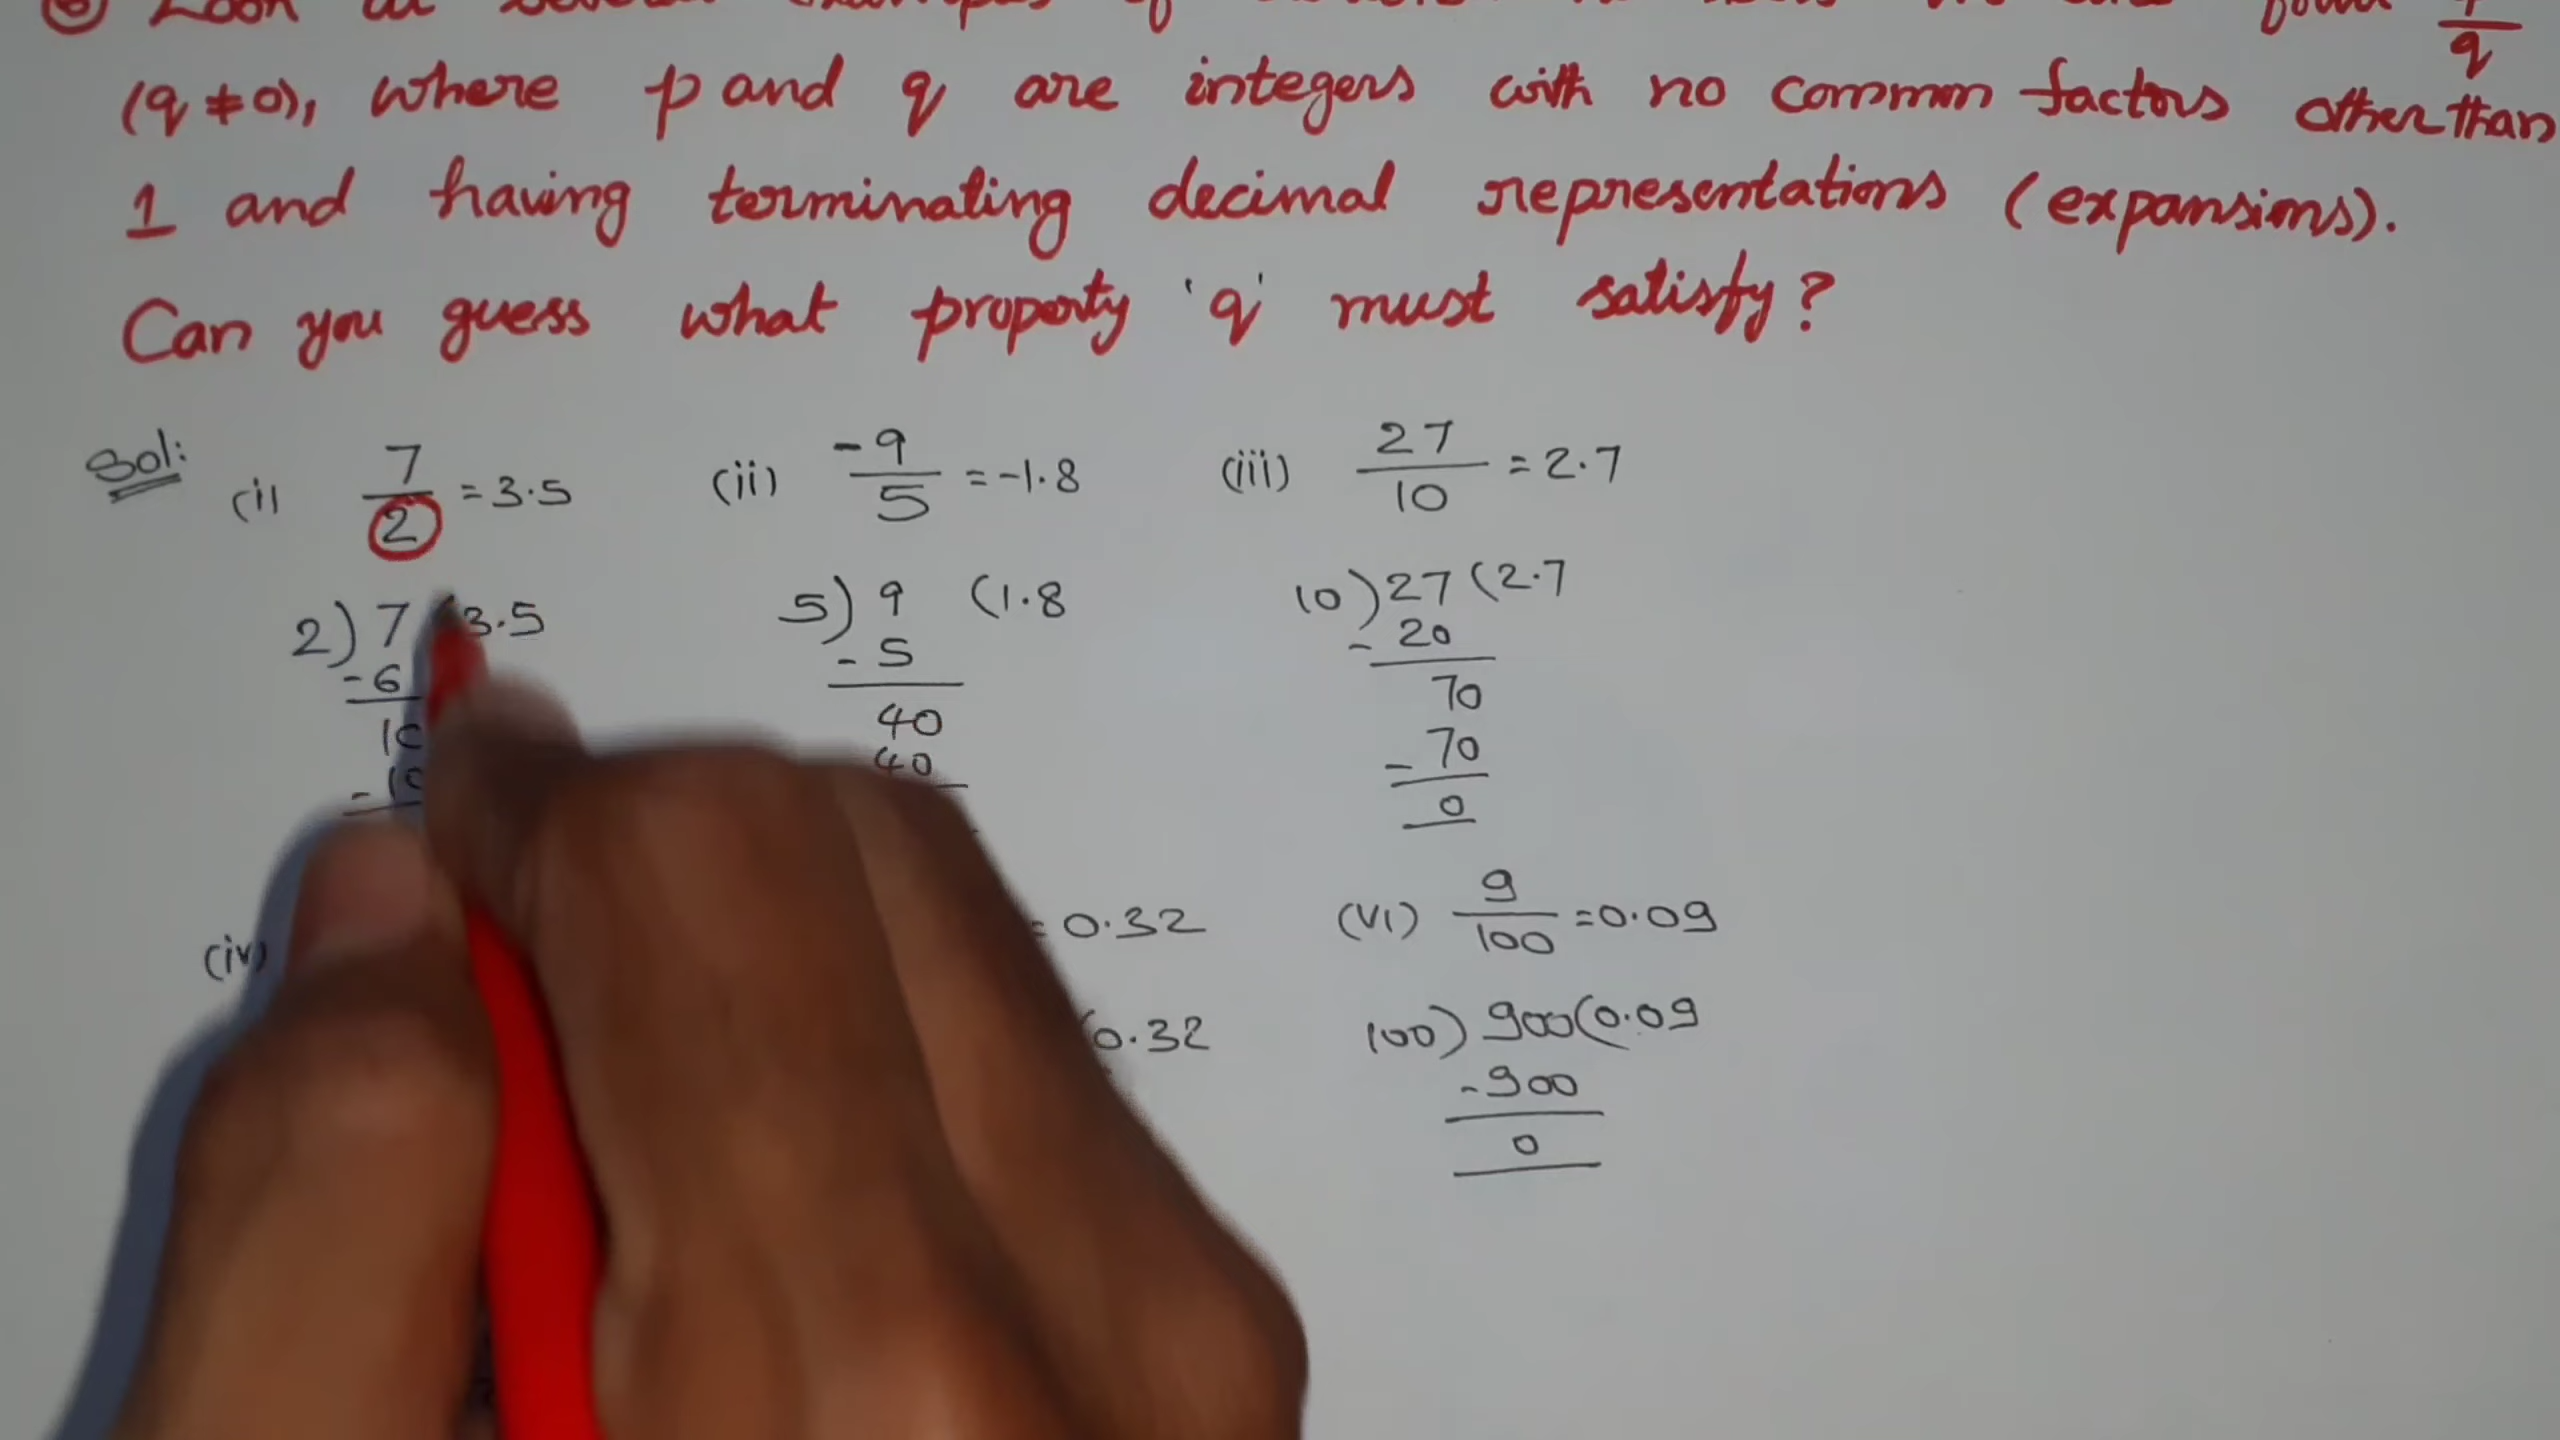 (q ≠ 0), where p and q are integers with no common factors other than
1 and having terminating decimal representations (expansions).
Can you guess what property 'q' must satisfy?
Sol:
(i) 7/2 = 3.5 (ii) -9/5 = -1.8 (iii) 27/10 = 2.7
2) 7 (3.5 5) 9 (1.8 10) 27 (2.7
-6 - 5 - 20
10 40 70
- 10 40 - 70
0
(iv) = 0.32 (vi) 9/100 = 0.09
(0.32 100) 900(0.09
-900
0